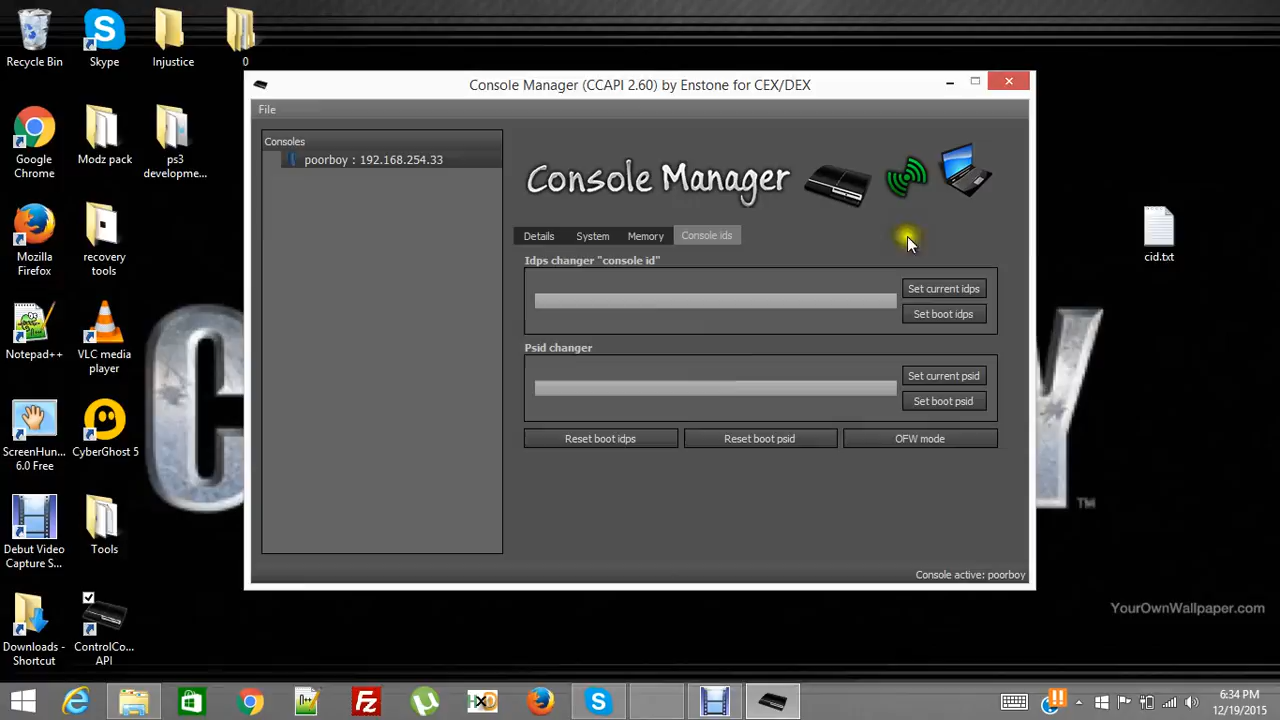 Recycle Bin
Skype
Injustice
0
Google Chrome
Modz pack
ps3 developme...
Mozilla Firefox
recovery tools
Notepad++
VLC media player
ScreenHun... 6.0 Free
CyberGhost 5
Debut Video Capture S...
Tools
Downloads - Shortcut
ControlCo... API
Console Manager (CCAPI 2.60) by Enstone for CEX/DEX
File
Consoles
poorboy : 192.168.254.33
Console Manager
Details System Memory Console ids
Idps changer "console id"
Set current idps
Set boot idps
Psid changer
Set current psid
Set boot psid
Reset boot idps Reset boot psid OFW mode
Console active: poorboy
cid.txt
C
Y
TM
YourOwnWallpaper.com
6:34 PM
12/19/2015